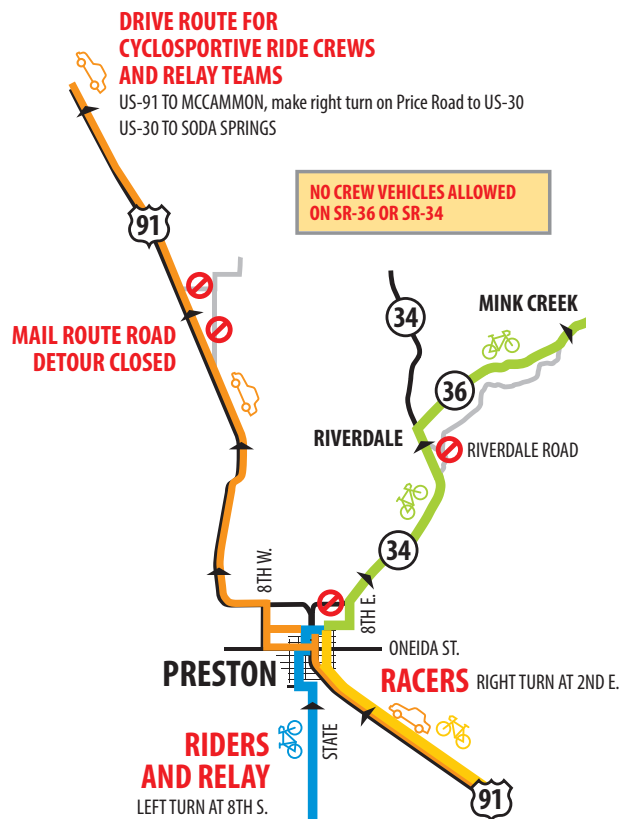 DRIVE ROUTE FOR
CYCLOSPORTIVE RIDE CREWS
AND RELAY TEAMS
US-91 TO MCCAMMON, make right turn on Price Road to US-30
US-30 TO SODA SPRINGS
NO CREW VEHICLES ALLOWED
ON SR-36 OR SR-34
91
34
MINK CREEK
MAIL ROUTE ROAD
DETOUR CLOSED
36
RIVERDALE
RIVERDALE ROAD
34
8TH W.
8TH E.
ONEIDA ST.
PRESTON
RACERS RIGHT TURN AT 2ND E.
RIDERS
AND RELAY
LEFT TURN AT 8TH S.
STATE
91